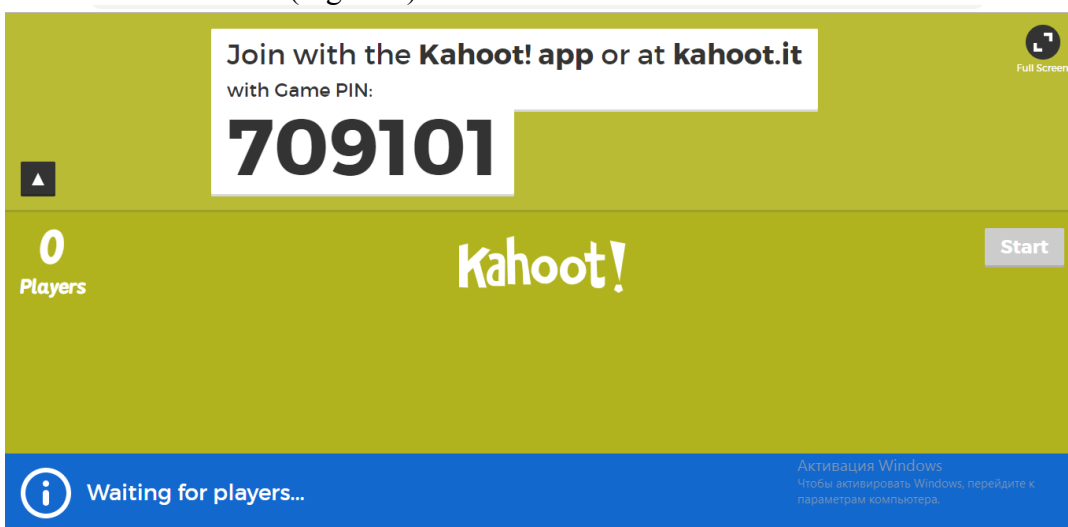 Join with the Kahoot! app or at kahoot.it
with Game PIN:
709101
Full Screen
0
Players
Kahoot!
Start
Waiting for players...
Активация Windows
Чтобы активировать Windows, перейдите к
параметрам компьютера.